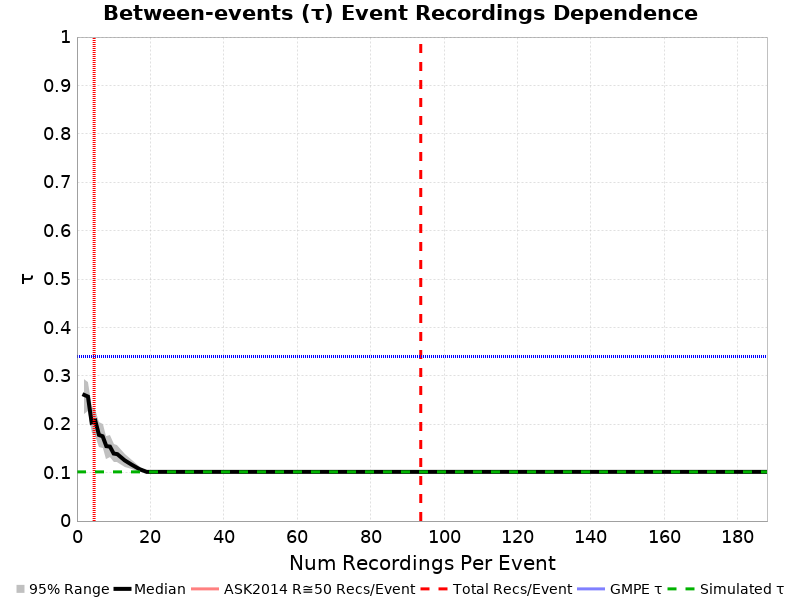 Between-events (τ) Event Recordings Dependence
1
0.9
0.8
0.7
0.6
0.5
0.4
0.3
0.2
0.1
0
τ
0 20 40 60 80 100 120 140 160 180
Num Recordings Per Event
95% Range Median ASK2014 R≅50 Recs/Event Total Recs/Event GMPE τ Simulated τ